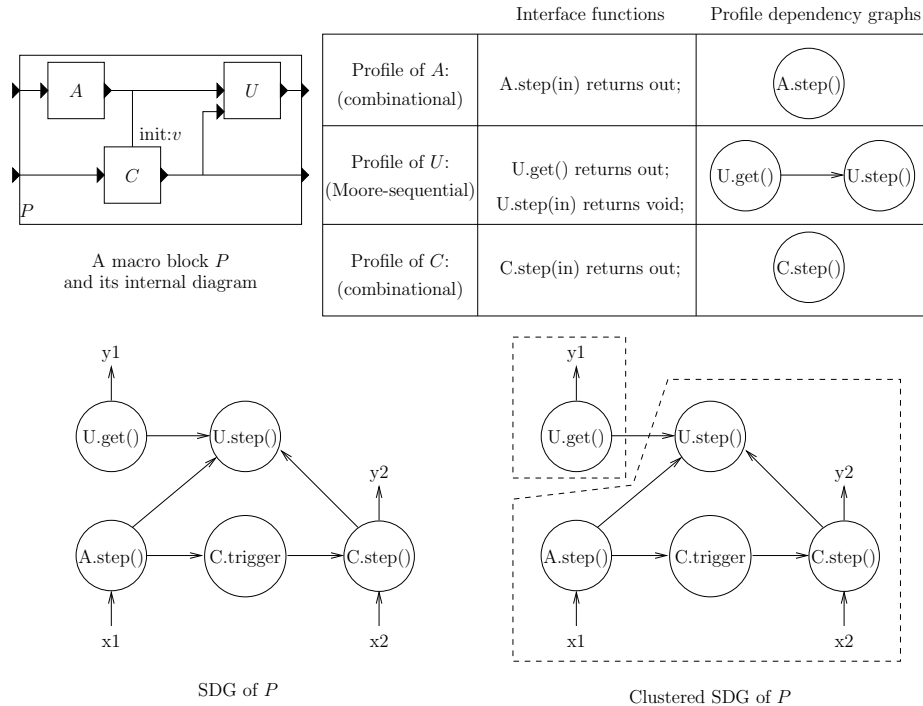 Interface functions
Profile dependency graphs
A
U
init:v
C
P
A macro block P
and its internal diagram
Profile of A:
(combinational)
A.step(in) returns out;
A.step()
Profile of U:
(Moore-sequential)
U.get() returns out;
U.step(in) returns void;
U.get()
U.step()
Profile of C:
(combinational)
C.step(in) returns out;
C.step()
y1
U.get()
U.step()
y2
A.step()
C.trigger
C.step()
x1
x2
SDG of P
y1
U.get()
U.step()
y2
A.step()
C.trigger
C.step()
x1
x2
Clustered SDG of P